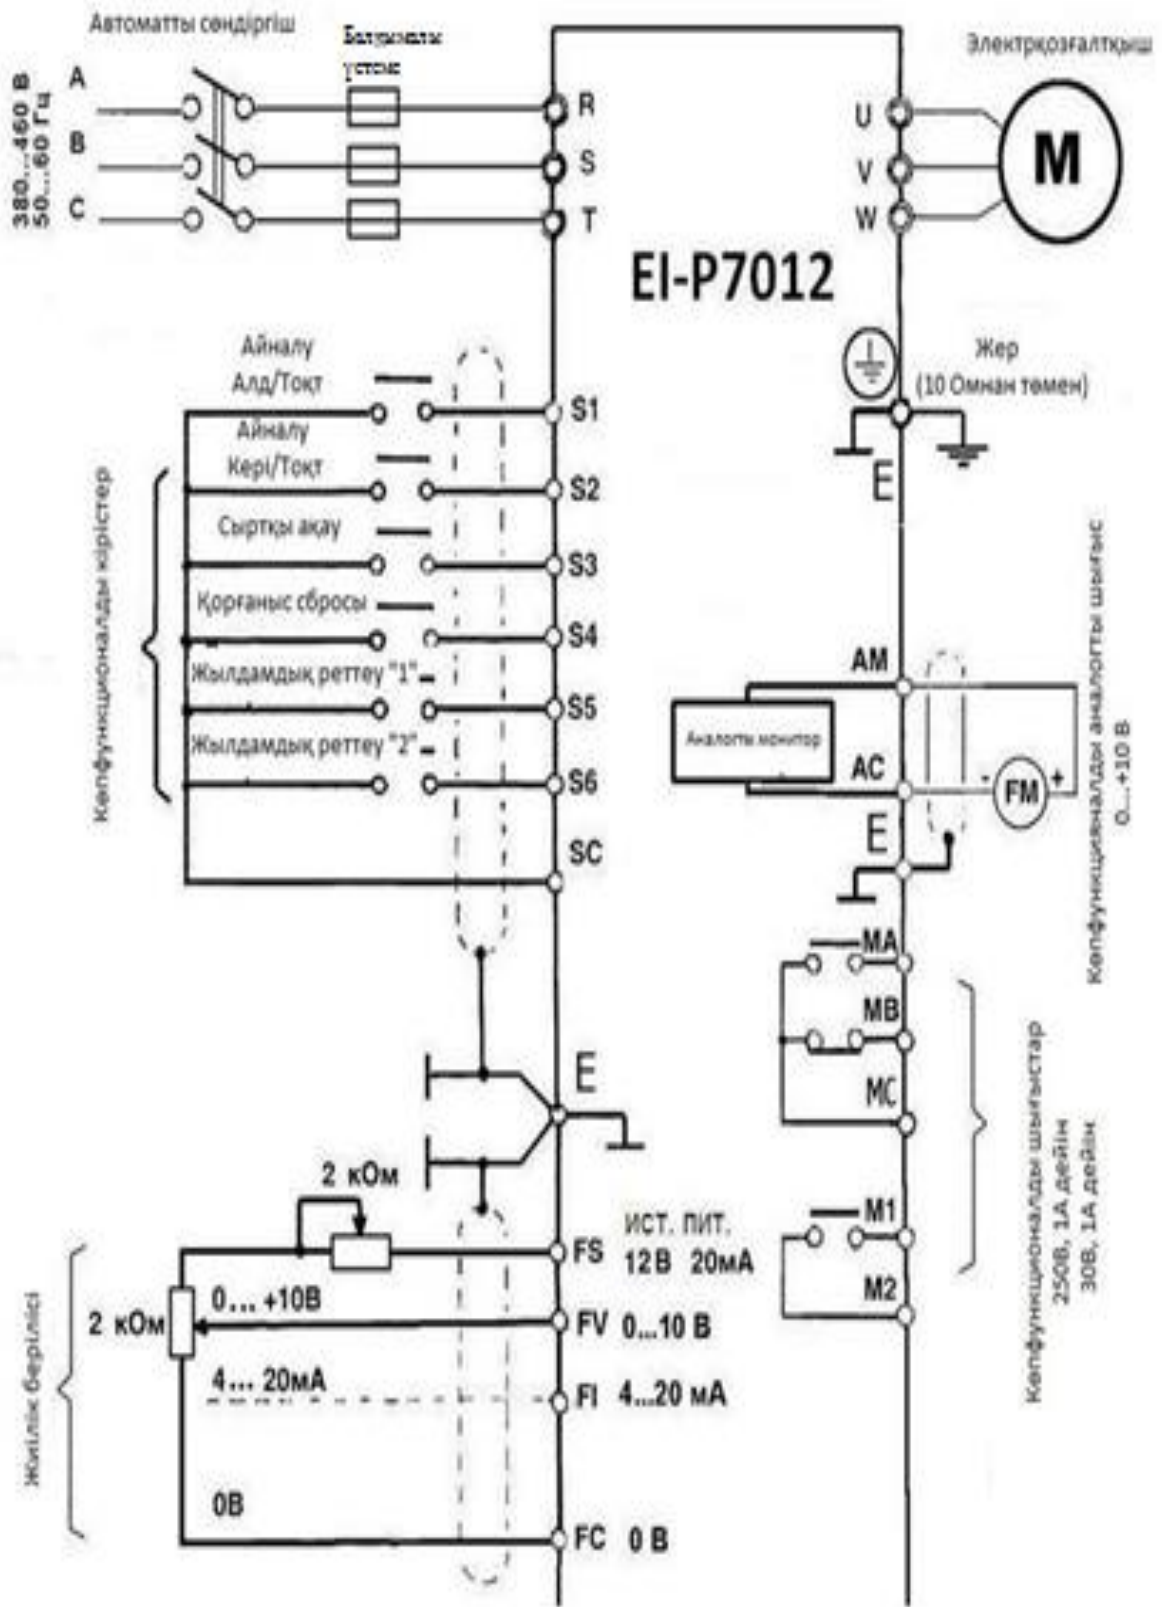 Автоматты сөндіргіш
үстеме
Электрқозғалтқыш
380...460 В
50...60 Гц
A
B
C
R
S
T
U
V
W
M
EI-P7012
Жер
(10 Омнан төмен)
E
Айналу
Алд/Тоқт
S1
Айналу
Кері/Тоқт
S2
Сыртқы ақау
S3
Қорғаныс сбросы
S4
Жылдамдық реттеу "1"
S5
Жылдамдық реттеу "2"
S6
SC
Көпфункционалды кірістер
AM
Аналогты монитор
AC
- FM +
E
Көпфункцияналды аналогты шығыс
0...+10 В
MA
MB
MC
M1
M2
Көпфункционалды шығыстар
250В, 1А дейін
30В, 1А дейін
E
2 кОм
ИСТ. ПИТ.
FS 12 В 20мА
0... +10В
2 кОм
FV 0...10 В
4... 20мА
FI 4...20 мА
0В
FC 0 В
Жиілік берілісі